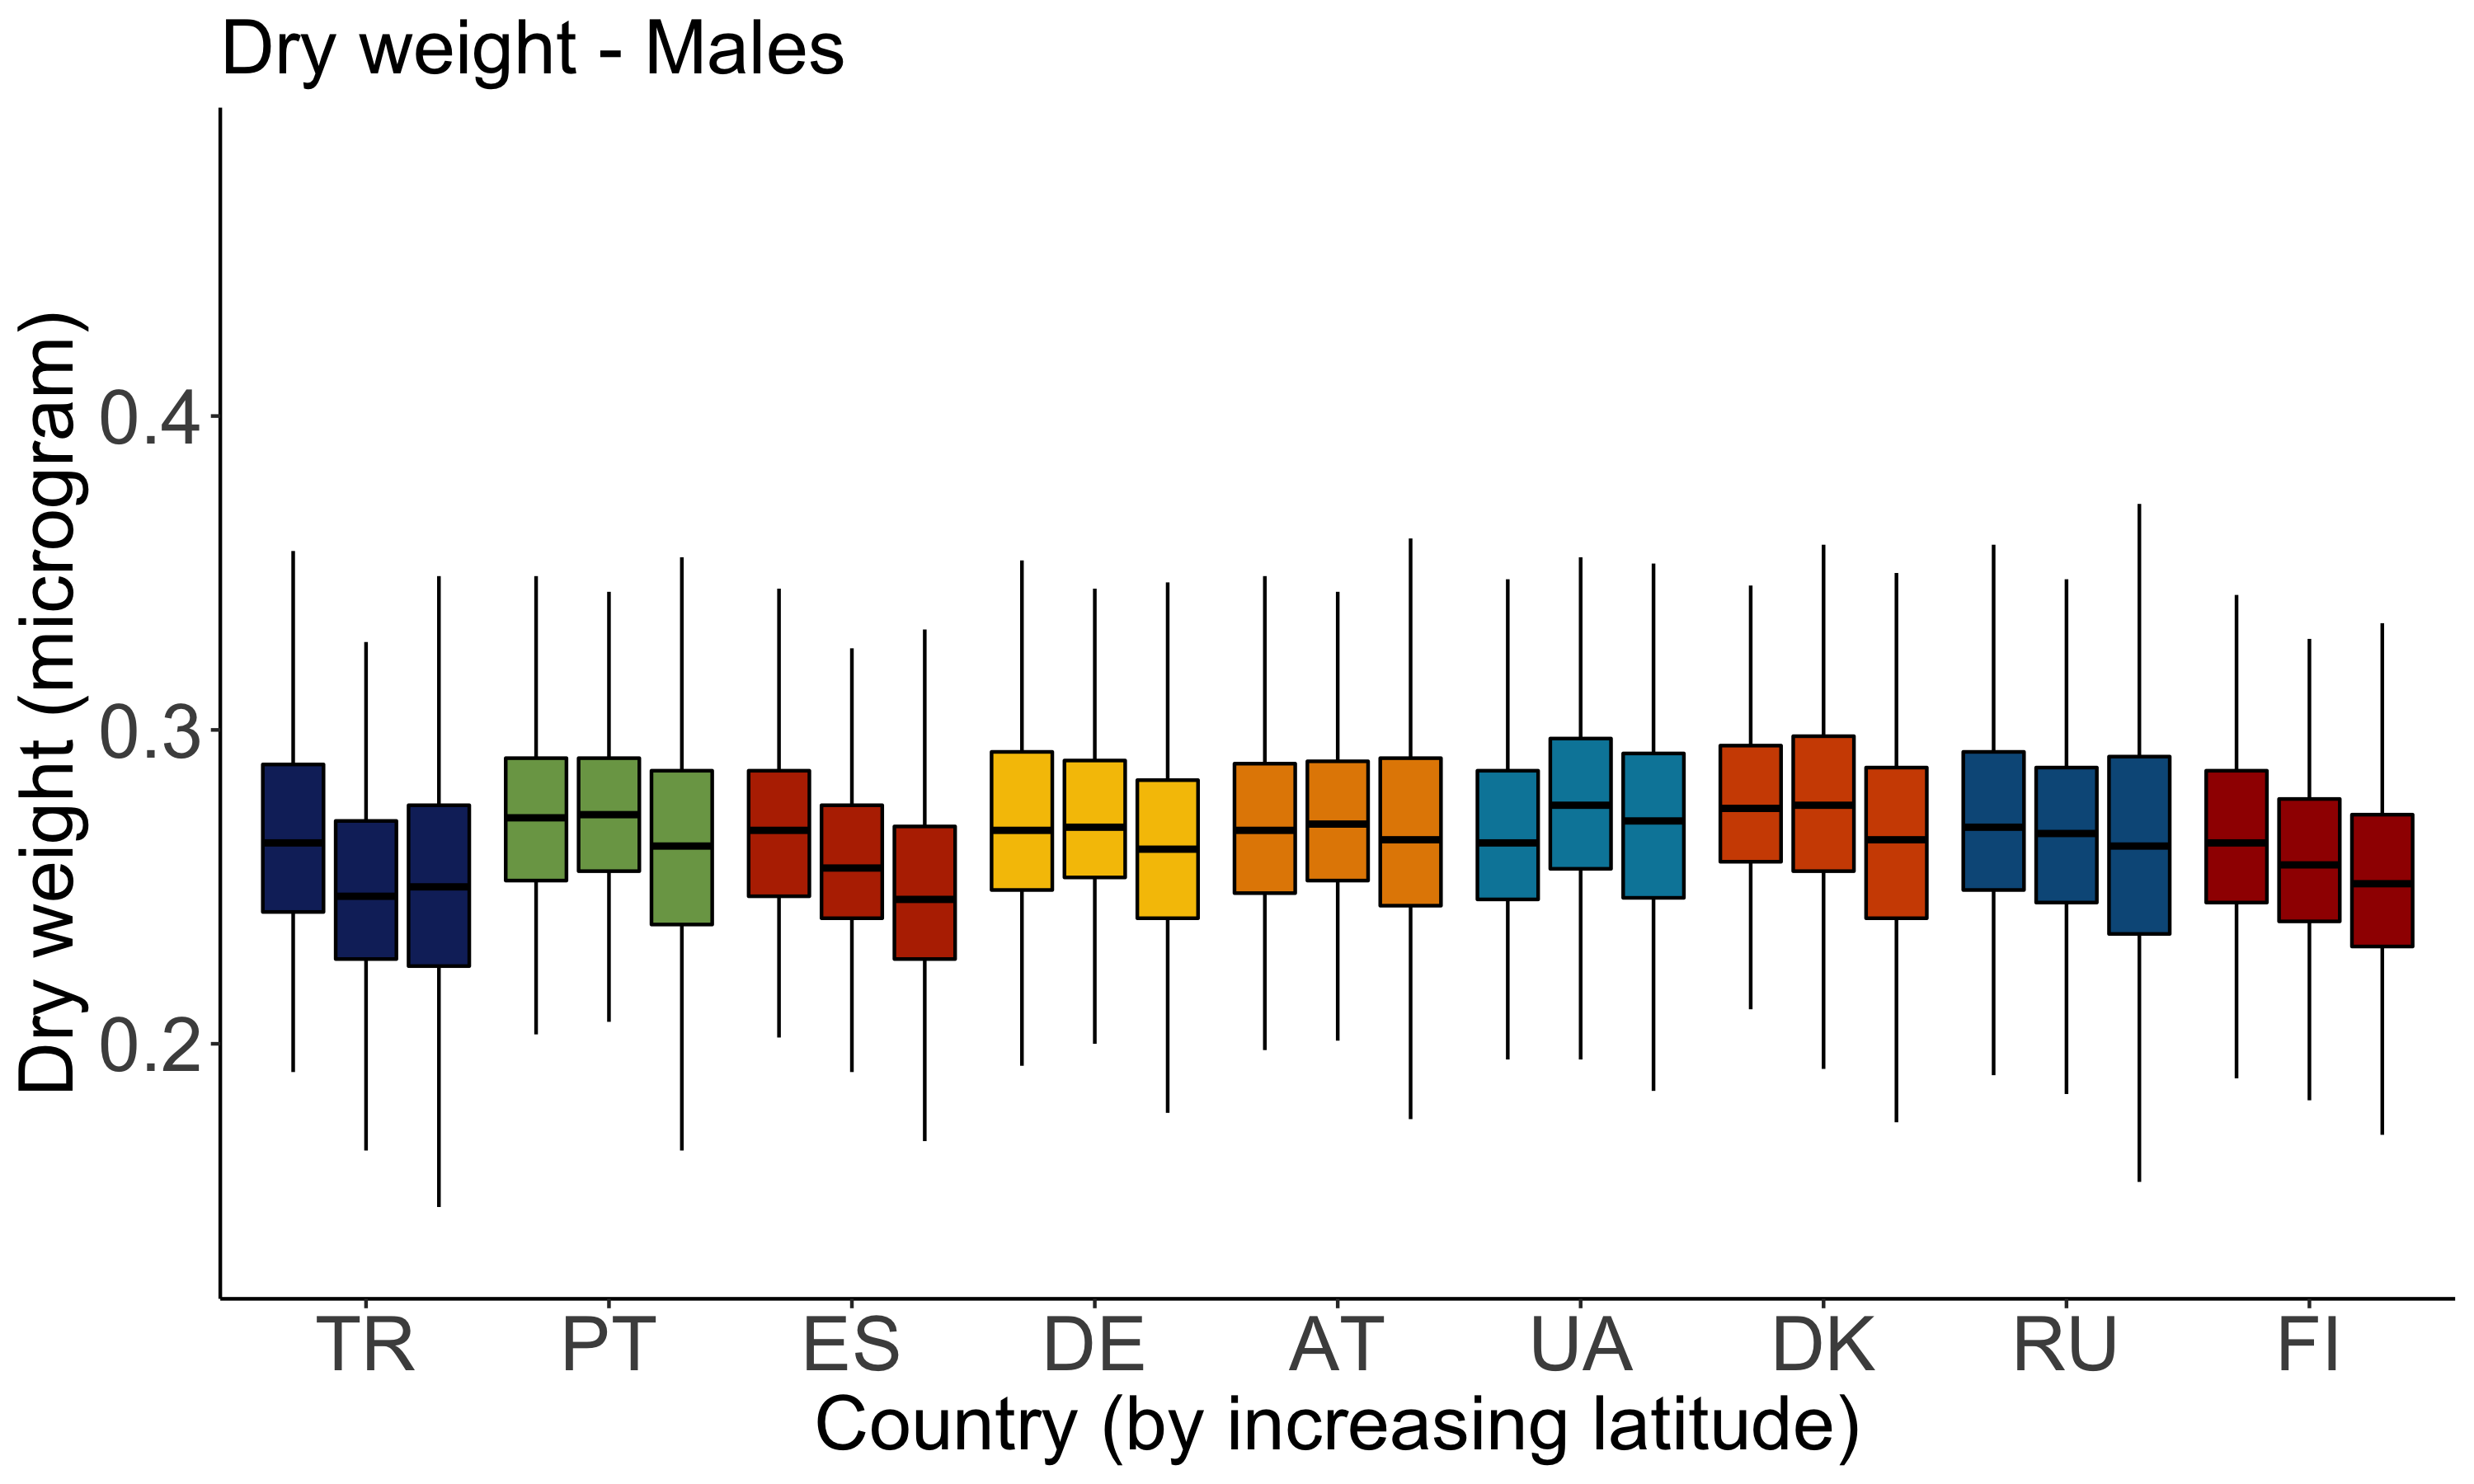 Dry weight - Males
Dry weight (microgram)
0.4
0.3
0.2
TR PT ES DE AT UA DK RU FI
Country (by increasing latitude)